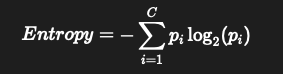 Entropy = − ∑_{i=1}^{C} p_i log_2(p_i)